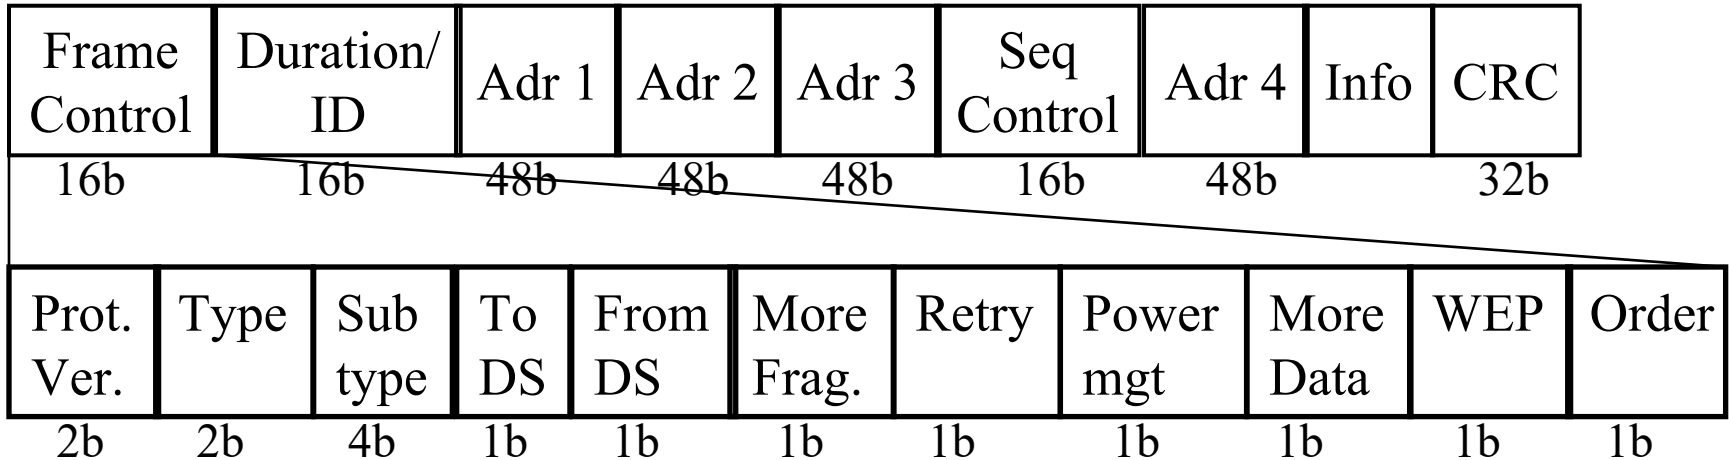 Frame Control
Duration/ ID
Adr 1
Adr 2
Adr 3
Seq Control
Adr 4
Info
CRC
16b 16b 48b 48b 48b 16b 48b 32b
Prot. Ver.
Type
Sub type
To DS
From DS
More Frag.
Retry
Power mgt
More Data
WEP
Order
2b 2b 4b 1b 1b 1b 1b 1b 1b 1b 1b